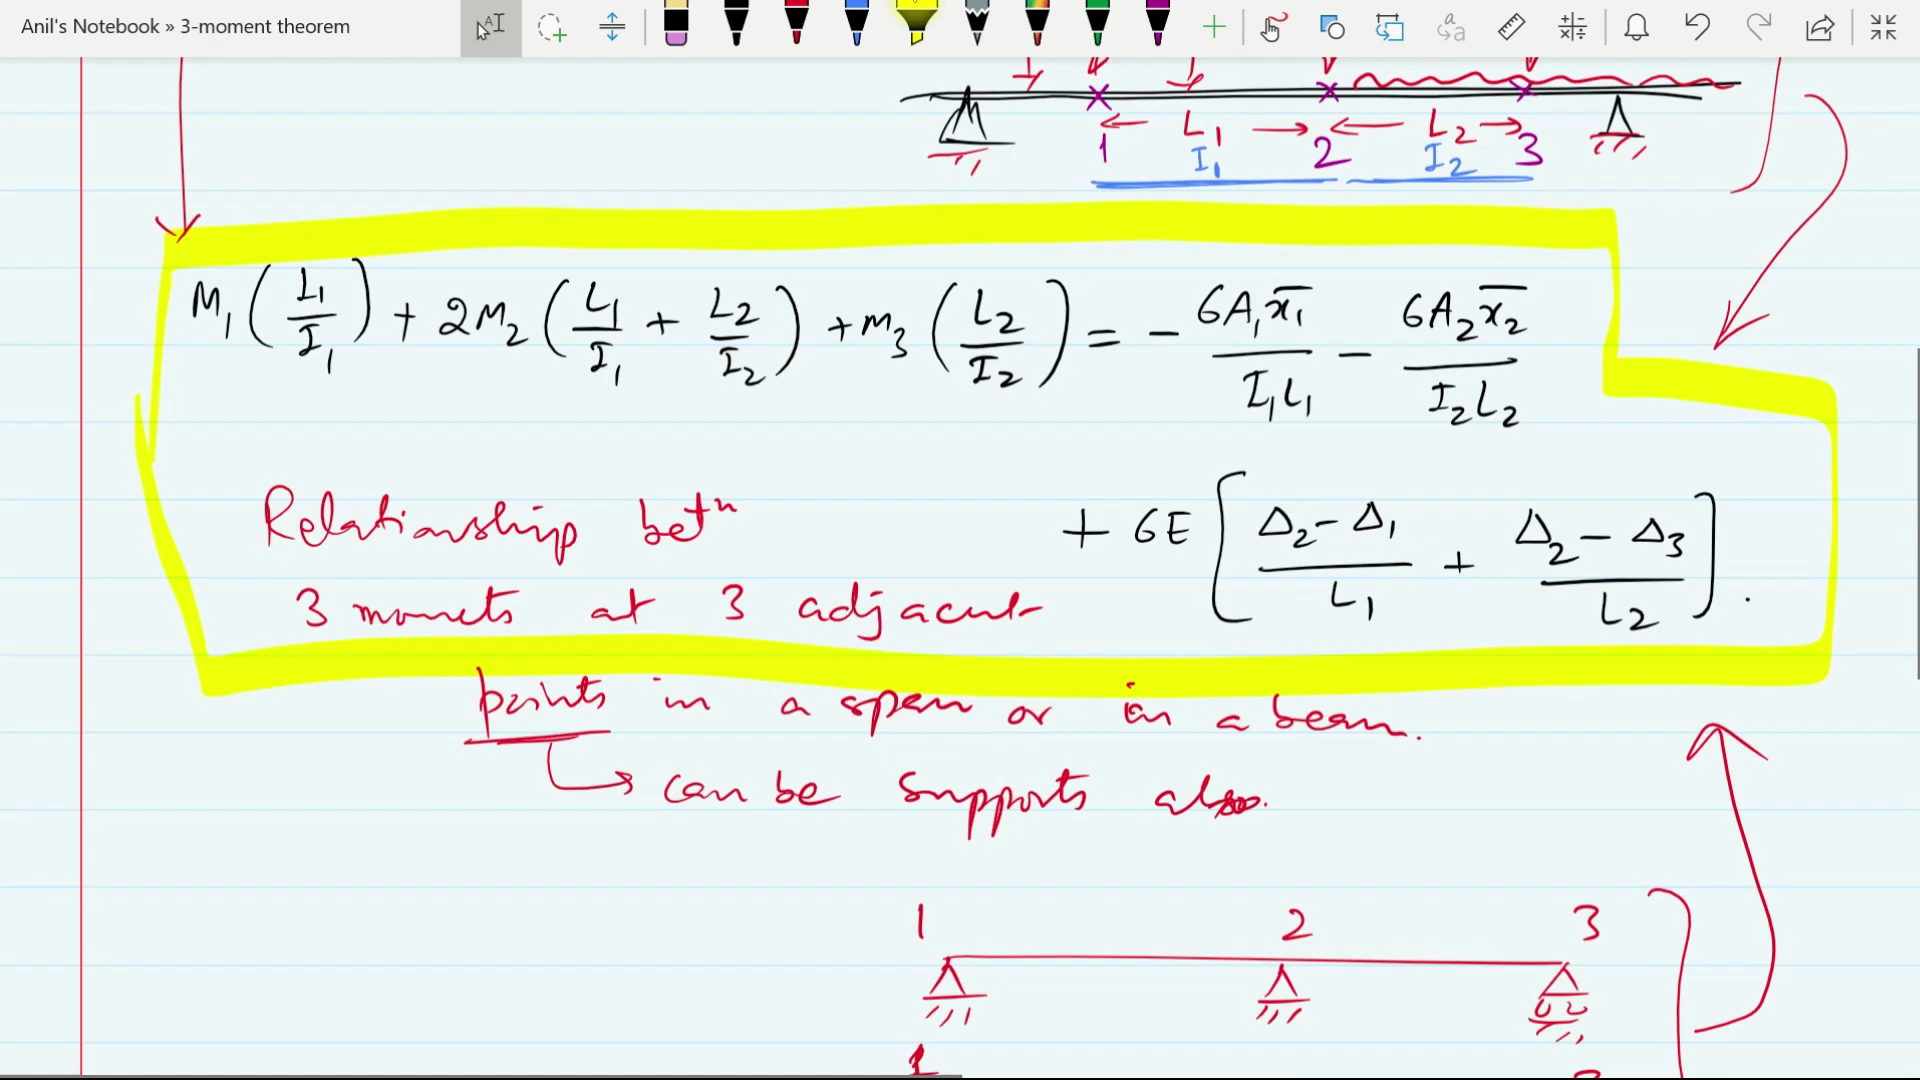 Anil's Notebook » 3-moment theorem
L₁ L₂
1 I₁ 2 I₂ 3
M₁ (L₁/I₁) + 2M₂ (L₁/I₁ + L₂/I₂) + M₃ (L₂/I₂) = - 6A₁x̄₁/I₁L₁ - 6A₂x̄₂/I₂L₂
+ 6E [Δ₂-Δ₁/L₁ + Δ₂-Δ₃/L₂].
Relationship betⁿ
3 moments at 3 adjacent
points in a span or in a beam.
can be supports also.
1 2 3
1